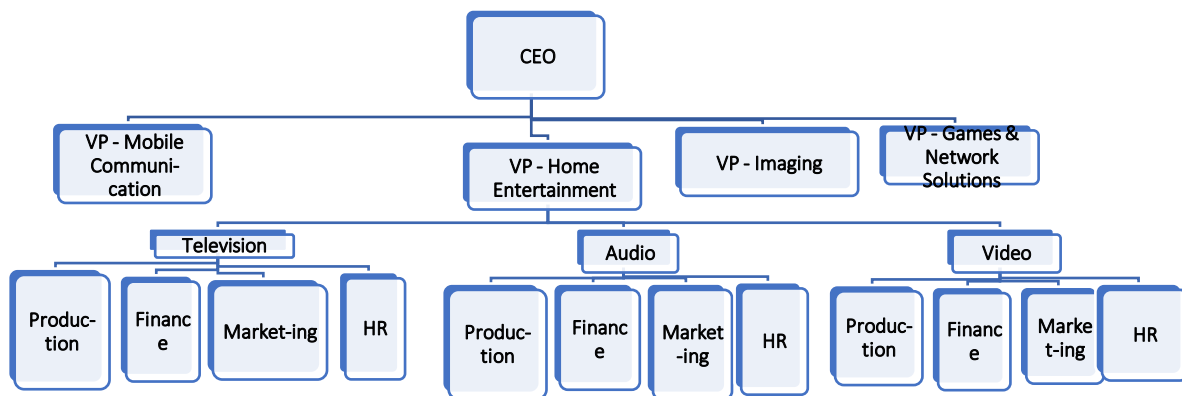 CEO
VP - Mobile
Communi-
cation
VP - Home
Entertainment
VP - Imaging
VP - Games &
Network
Solutions
Television
Audio
Video
Produc-
tion
Financ
e
Market-ing
HR
Produc-
tion
Financ
e
Market
-ing
HR
Produc-
tion
Financ
e
Marke
t-ing
HR